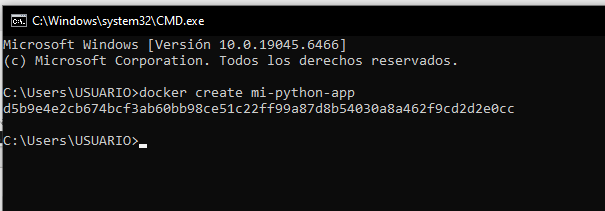 C:\Windows\system32\CMD.exe
Microsoft Windows [Versión 10.0.19045.6466]
(c) Microsoft Corporation. Todos los derechos reservados.
C:\Users\USUARIO>docker create mi-python-app
d5b9e4e2cb674bcf3ab60bb98ce51c22ff99a87d8b54030a8a462f9cd2d2e0cc
C:\Users\USUARIO>